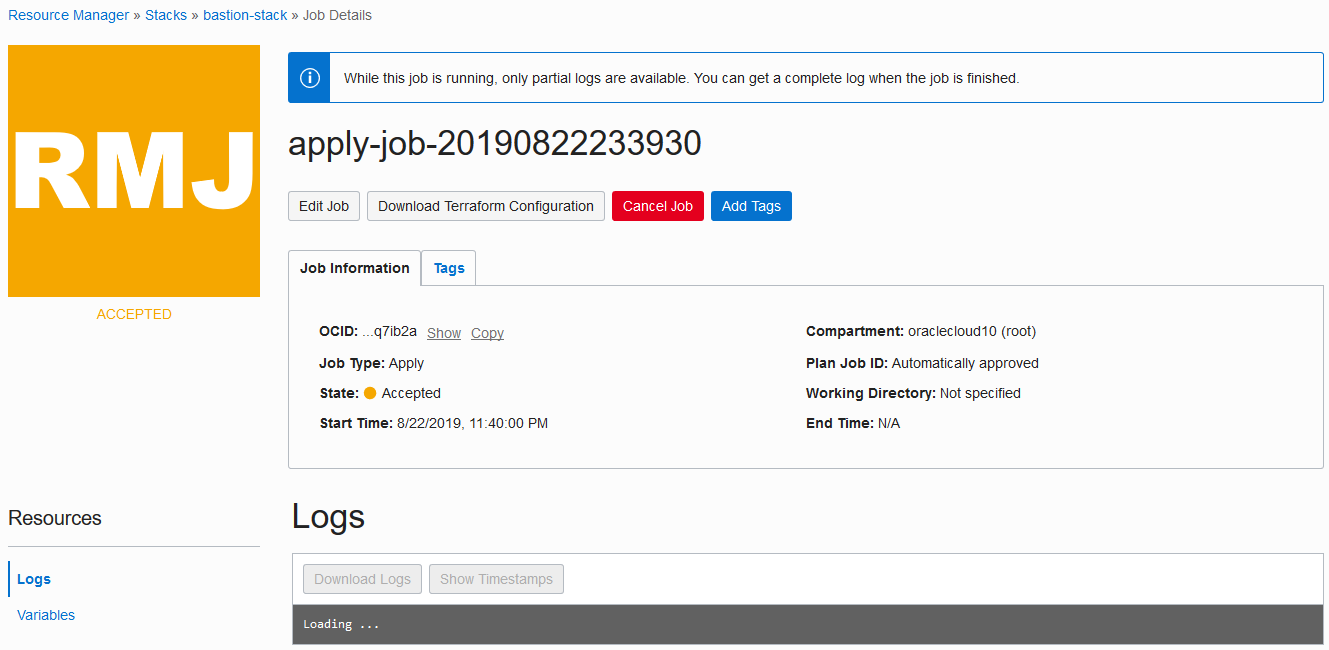 Resource Manager » Stacks » bastion-stack » Job Details
RMJ
ACCEPTED
While this job is running, only partial logs are available. You can get a complete log when the job is finished.
apply-job-20190822233930
Edit Job Download Terraform Configuration Cancel Job Add Tags
Job Information Tags
OCID: ...q7ib2a Show Copy
Job Type: Apply
State: Accepted
Start Time: 8/22/2019, 11:40:00 PM
Compartment: oraclecloud10 (root)
Plan Job ID: Automatically approved
Working Directory: Not specified
End Time: N/A
Resources
Logs
Variables
Logs
Download Logs Show Timestamps
Loading ...